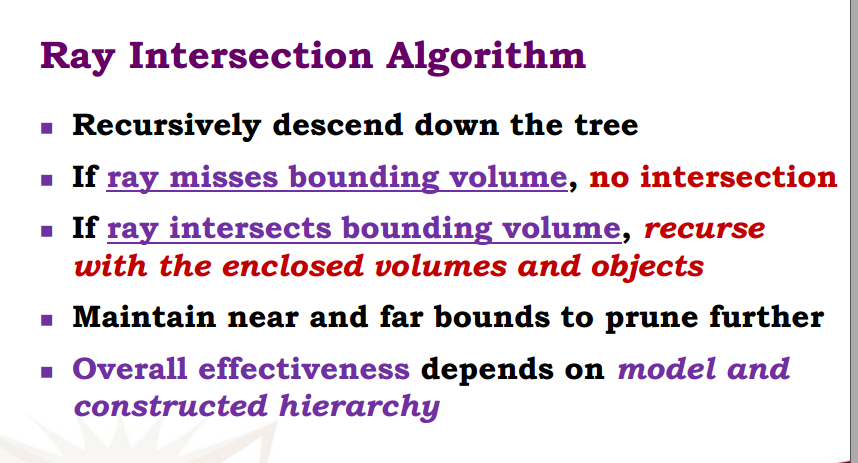 Ray Intersection Algorithm
Recursively descend down the tree
If ray misses bounding volume, no intersection
If ray intersects bounding volume, recurse
with the enclosed volumes and objects
Maintain near and far bounds to prune further
Overall effectiveness depends on model and
constructed hierarchy